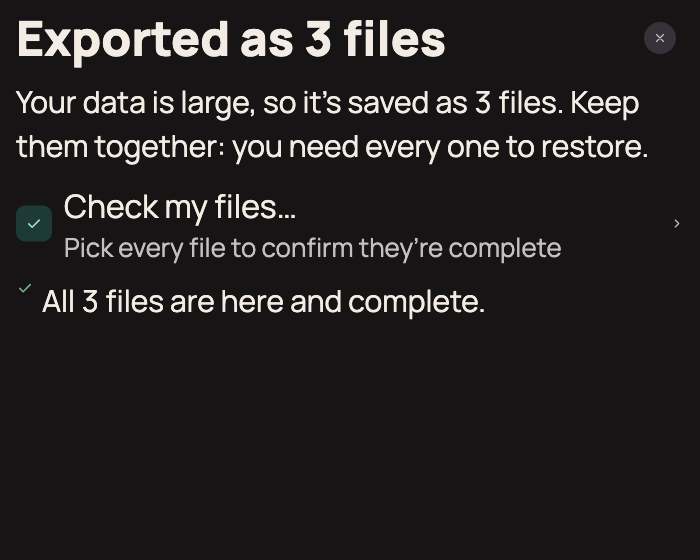 Exported as 3 files
Your data is large, so it’s saved as 3 files. Keep
them together: you need every one to restore.
Check my files…
Pick every file to confirm they’re complete
All 3 files are here and complete.